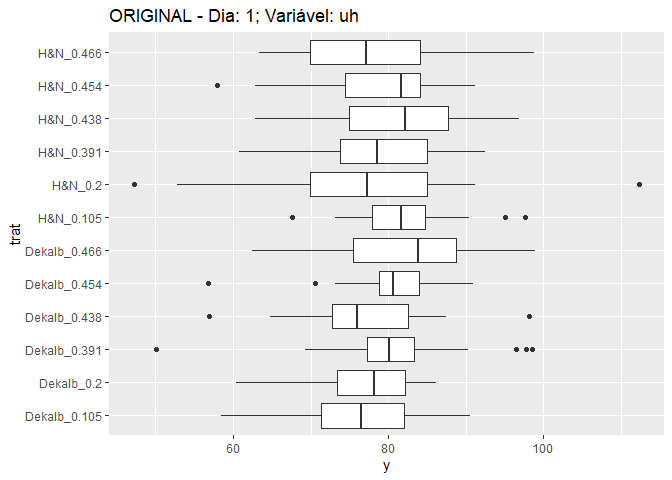 ORIGINAL - Dia: 1; Variável: uh
H&N_0.466
H&N_0.454
H&N_0.438
H&N_0.391
H&N_0.2
H&N_0.105
Dekalb_0.466
Dekalb_0.454
Dekalb_0.438
Dekalb_0.391
Dekalb_0.2
Dekalb_0.105
trat
60 80 100
y